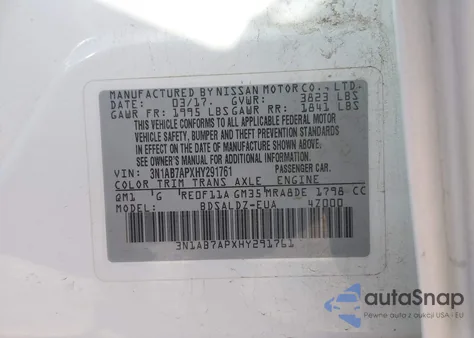 MANUFACTURED BY NISSAN MOTOR CO., LTD.
DATE: 03/17. GVWR: 3823 LBS
GAWR FR: 1995 LBS GAWR RR: 1841 LBS
THIS VEHICLE CONFORMS TO ALL APPLICABLE FEDERAL MOTOR
VEHICLE SAFETY, BUMPER AND THEFT PREVENTION STANDARDS
IN EFFECT ON THE DATE OF MANUFACTURE SHOWN ABOVE.
SEE OWNER'S MANUAL FOR ADDITIONAL INFORMATION.
VIN: 3N1AB7APXHY291761 PASSENGER CAR.
COLOR TRIM TRANS AXLE ENGINE
QM1 G RE0F11A GM35 MRA8DE 1798 CC
MODEL: BDSALDZ-EUA 47000
3N1AB7APXHY291761
autoSnap
Pewne auto z aukcji USA i EU